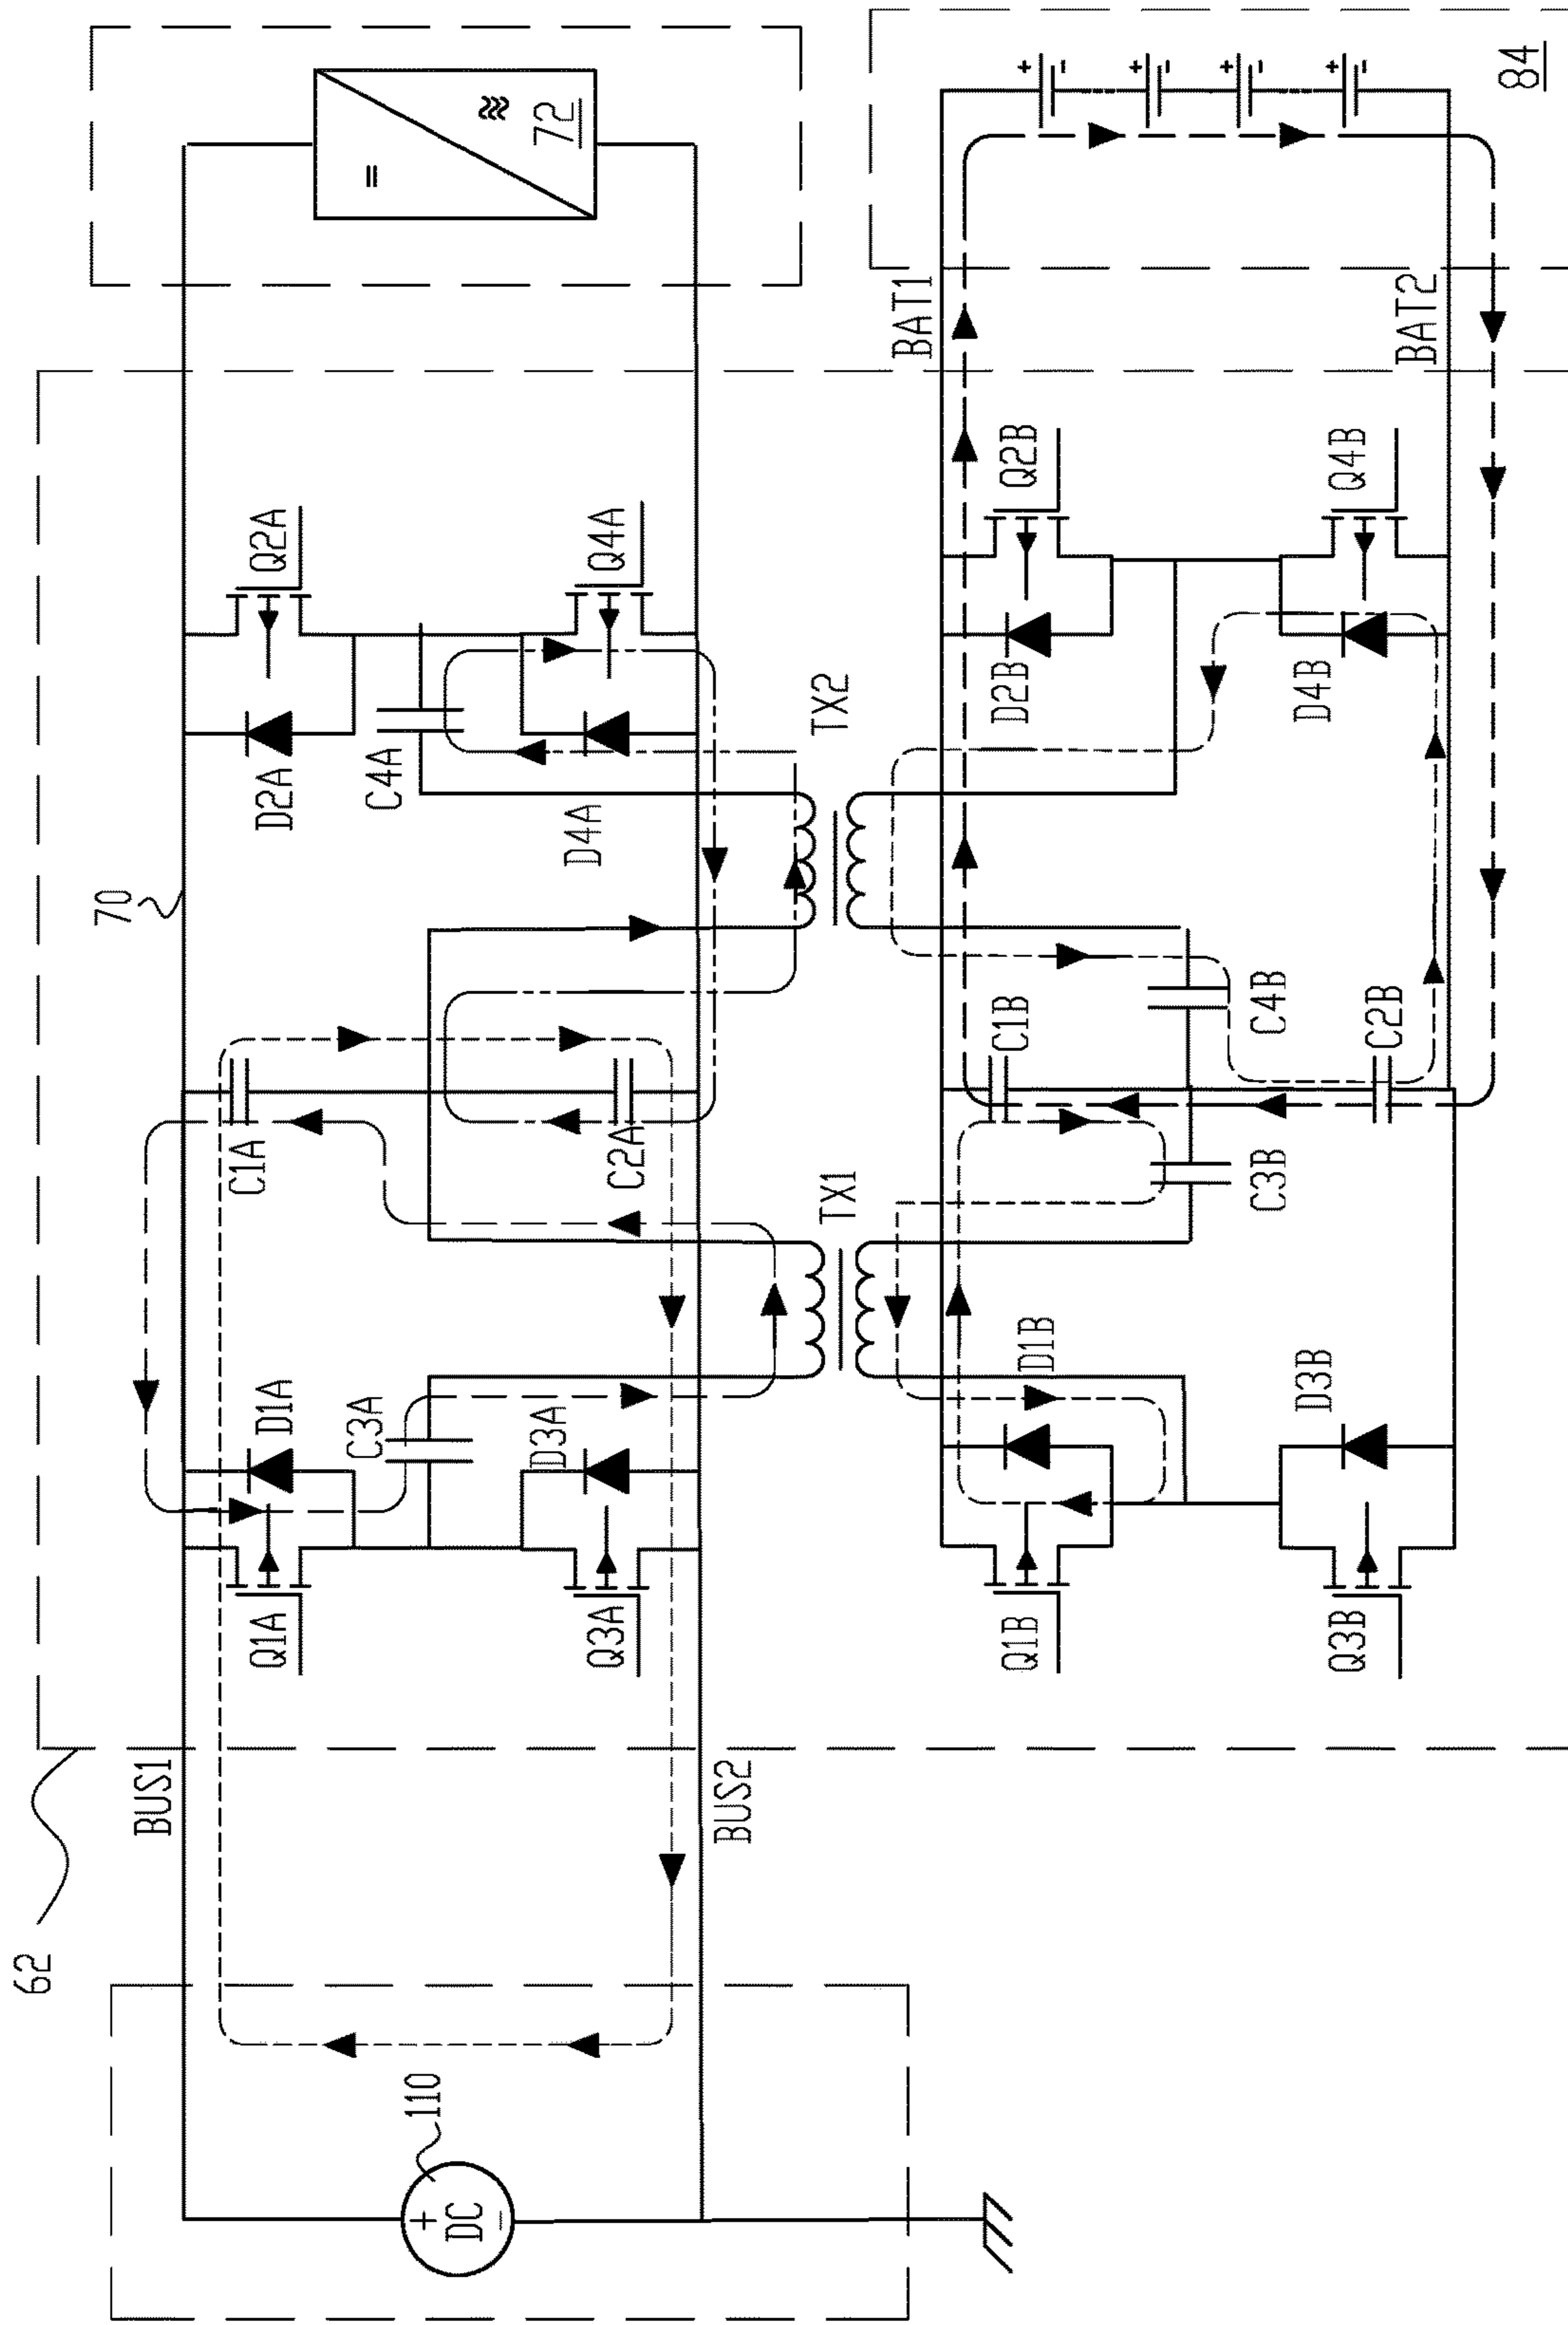 62
110
+
DC
-
BUS1
BUS2
70
=
≈
72
Q1A
D1A
C3A
Q3A
D3A
C1A
C2A
D2A
Q2A
C4A
D4A
Q4A
TX1
TX2
BAT1
BAT2
Q1B
D1B
Q3B
D3B
C3B
C1B
C4B
C2B
D2B
Q2B
D4B
Q4B
+
-
+
-
+
-
+
-
84